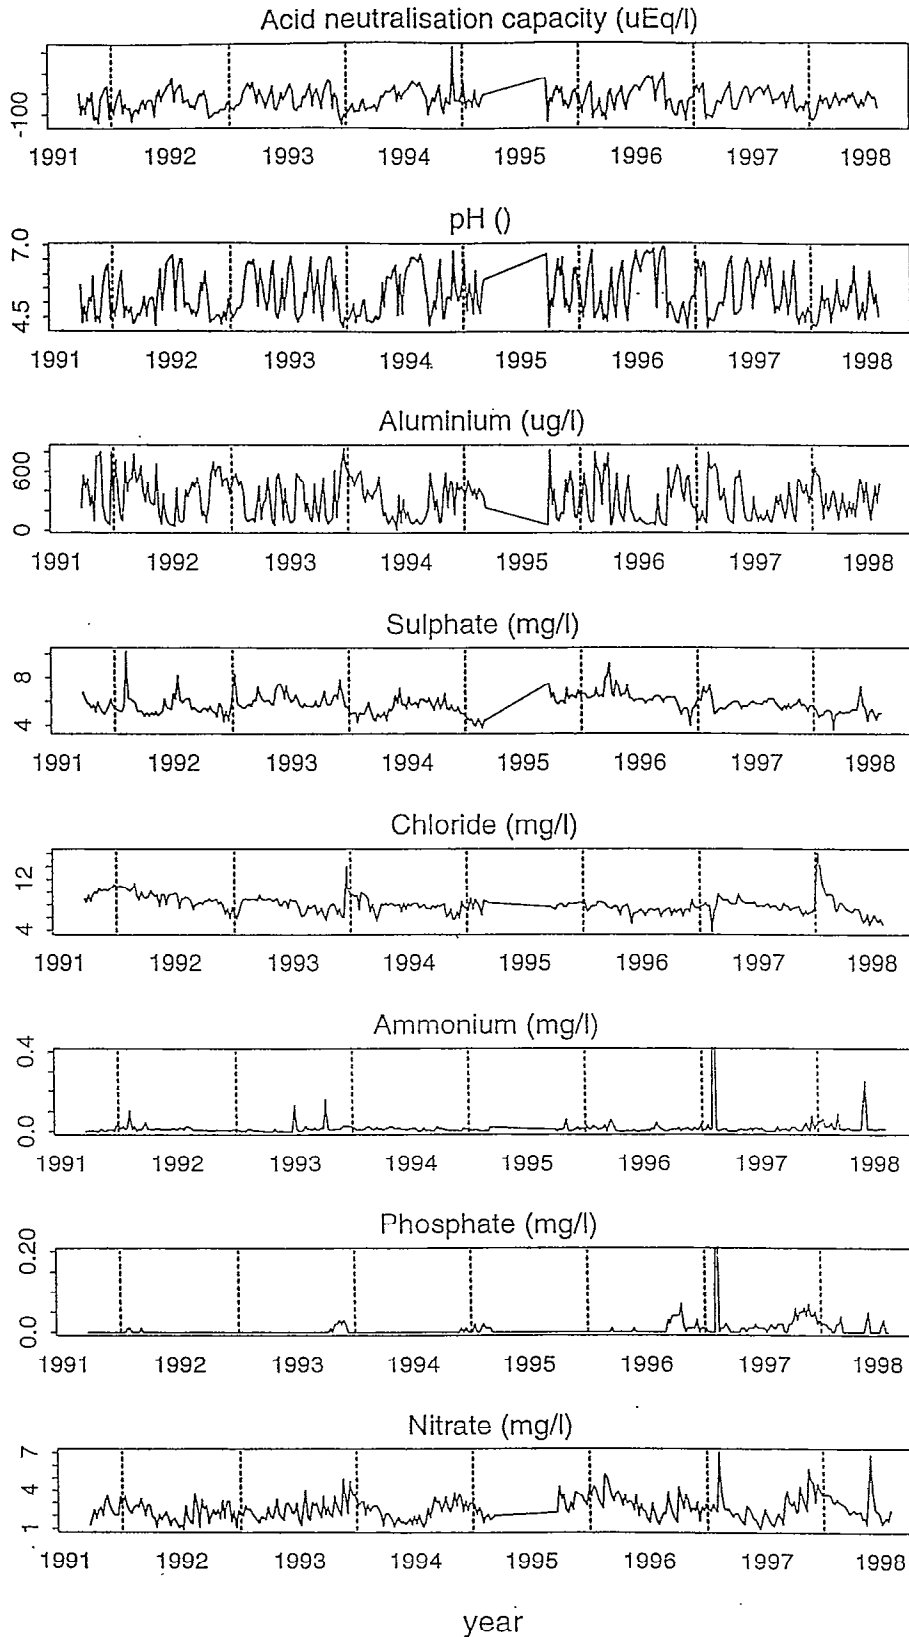 Acid neutralisation capacity (uEq/l)
-100
1991 1992 1993 1994 1995 1996 1997 1998
pH ()
7.0
4.5
1991 1992 1993 1994 1995 1996 1997 1998
Aluminium (ug/l)
600
0
1991 1992 1993 1994 1995 1996 1997 1998
Sulphate (mg/l)
8
4
1991 1992 1993 1994 1995 1996 1997 1998
Chloride (mg/l)
12
4
1991 1992 1993 1994 1995 1996 1997 1998
Ammonium (mg/l)
0.4
0.0
1991 1992 1993 1994 1995 1996 1997 1998
Phosphate (mg/l)
0.20
0.0
1991 1992 1993 1994 1995 1996 1997 1998
Nitrate (mg/l)
7
4
1
1991 1992 1993 1994 1995 1996 1997 1998
year